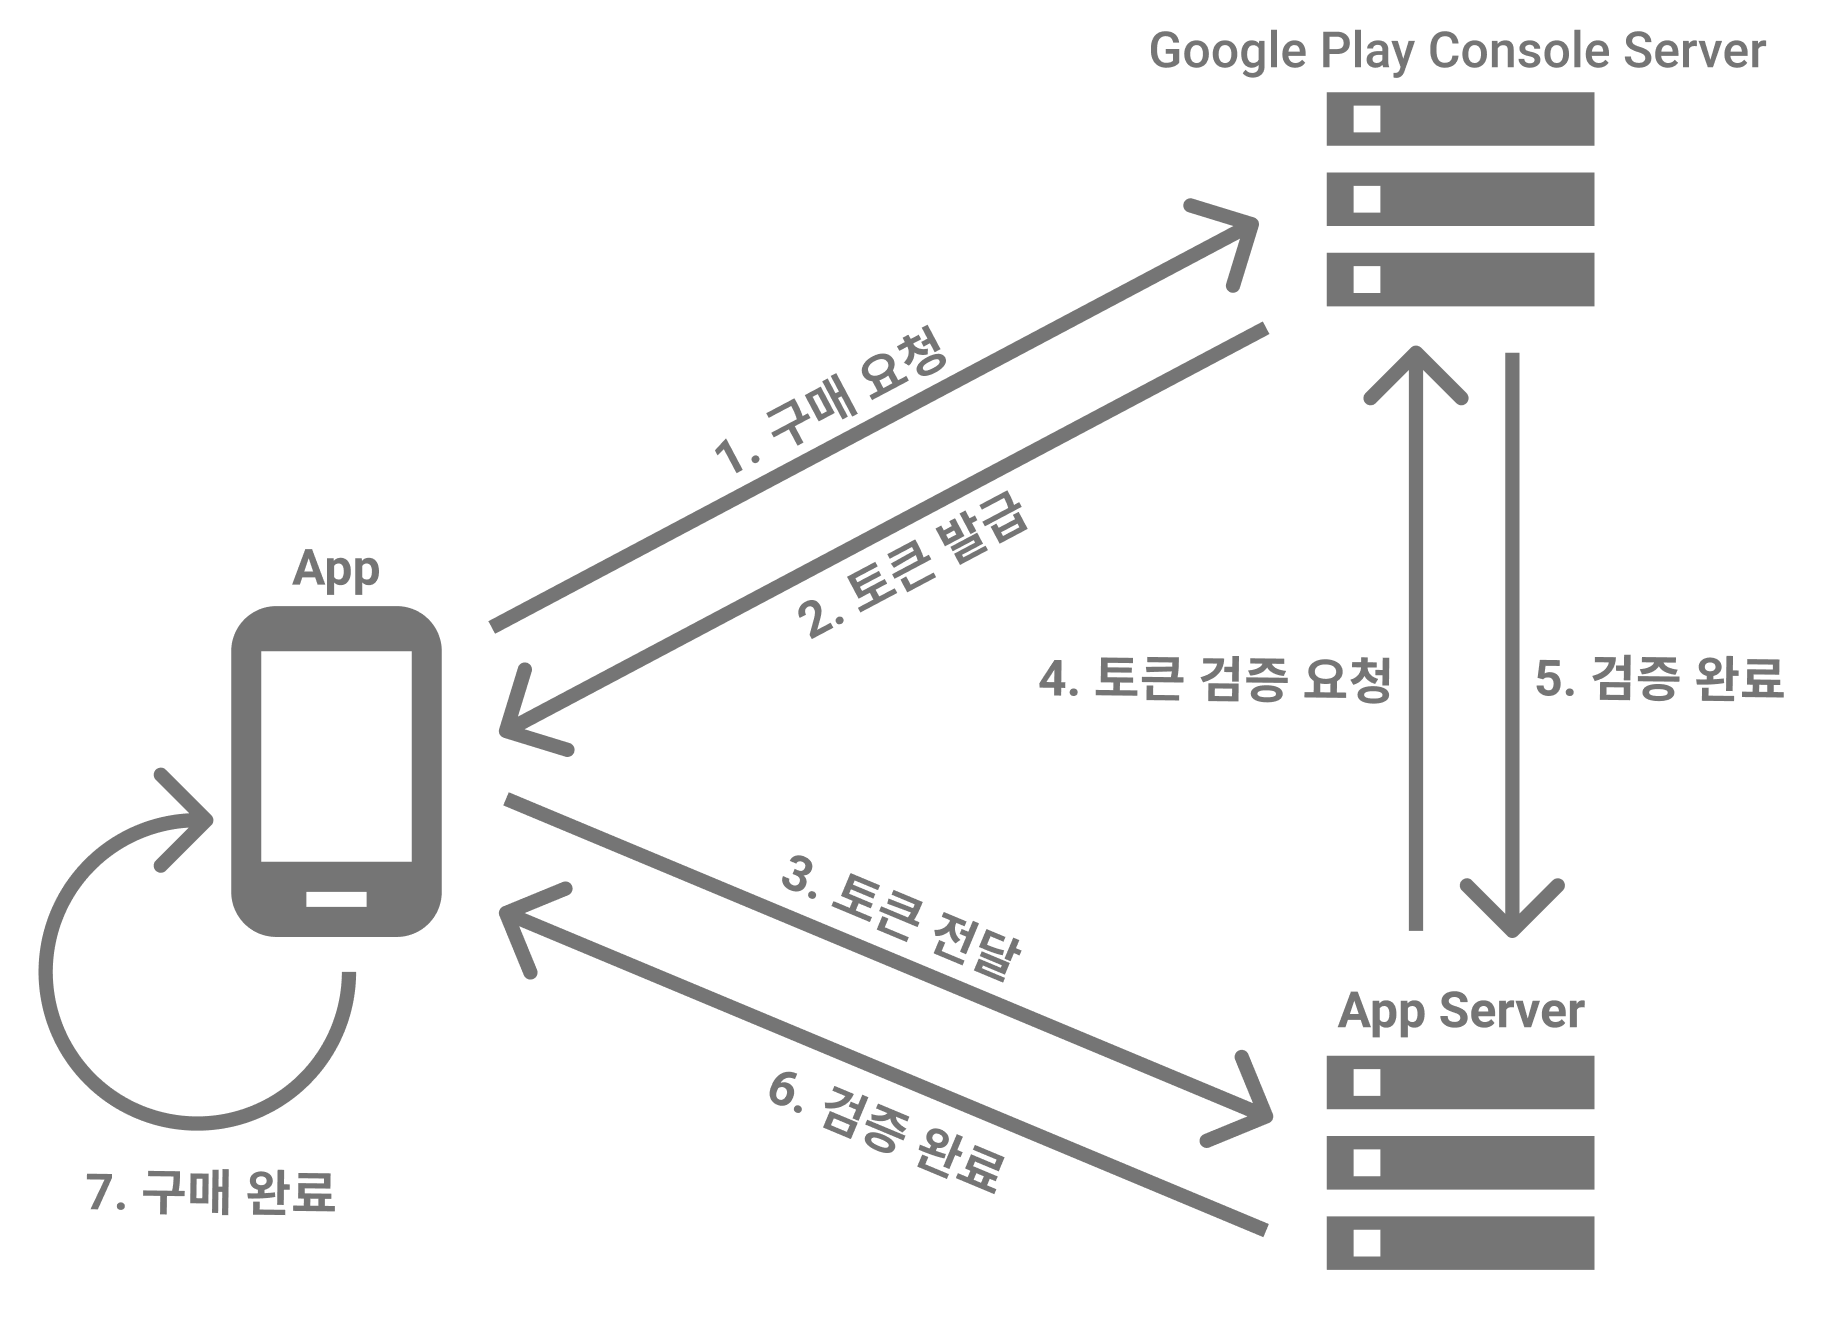 Google Play Console Server
1. 구매 요청
2. 토큰 발급
App
4. 토큰 검증 요청
5. 검증 완료
3. 토큰 전달
App Server
6. 검증 완료
7. 구매 완료